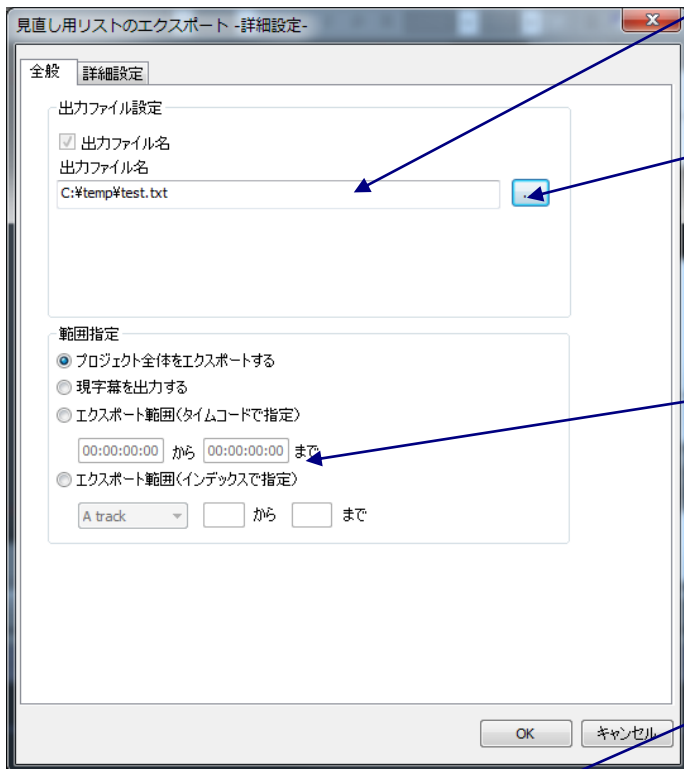 見直し用リストのエクスポート -詳細設定-
全般 詳細設定
出力ファイル設定
出力ファイル名
出力ファイル名
C:¥temp¥test.txt
範囲指定
プロジェクト全体をエクスポートする
現字幕を出力する
エクスポート範囲(タイムコードで指定)
00:00:00:00 から 00:00:00:00 まで
エクスポート範囲(インデックスで指定)
A track から まで
OK キャンセル